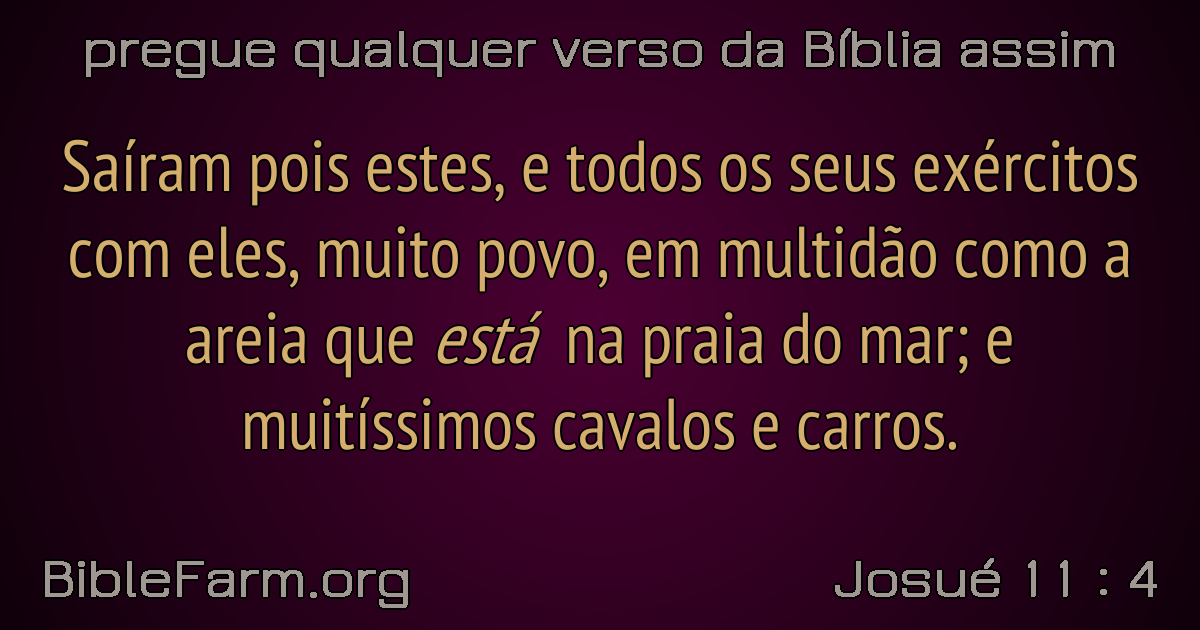 pregue qualquer verso da Bíblia assim
Saíram pois estes, e todos os seus exércitos
com eles, muito povo, em multidão como a
areia que está na praia do mar; e
muitíssimos cavalos e carros.
BibleFarm.org
Josué 11 : 4